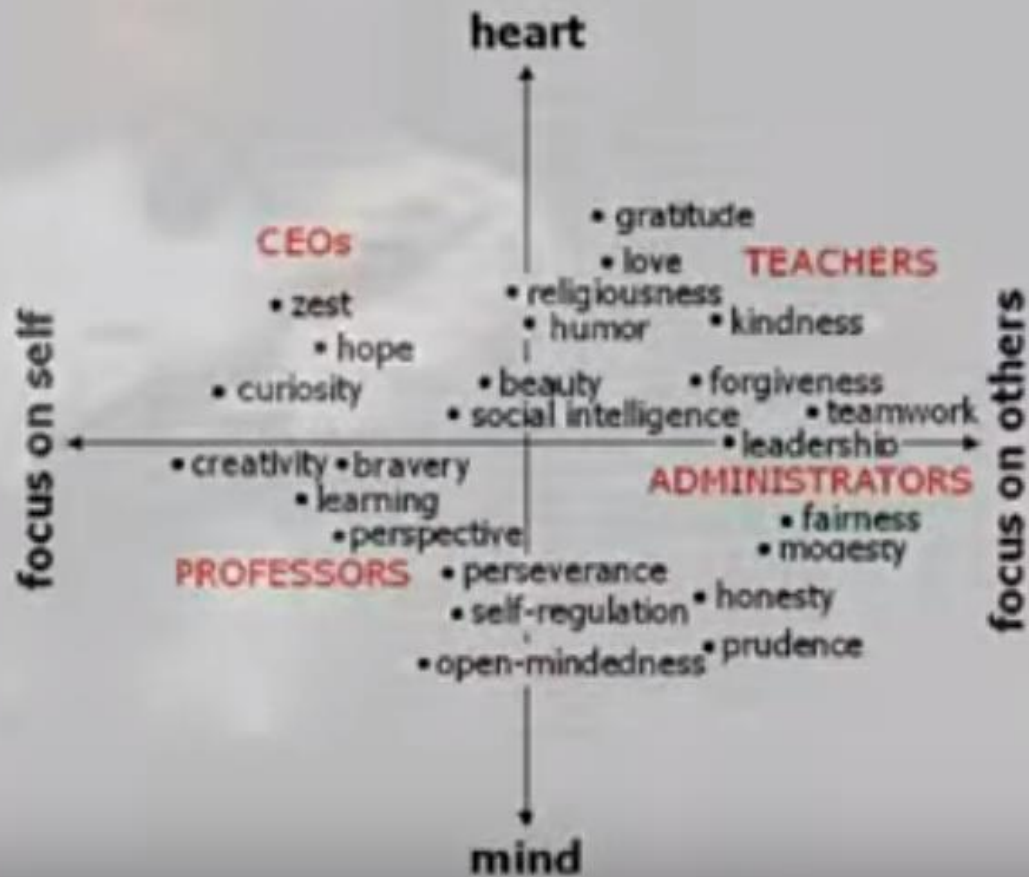 heart
• gratitude
CEOs
• love
TEACHERS
• religiousness
• zest
• humor
• kindness
• hope
• beauty
• forgiveness
• curiosity
• social intelligence
• teamwork
focus on self
• leadership
focus on others
• creativity • bravery
ADMINISTRATORS
• learning
• fairness
• perspective
• modesty
PROFESSORS
• perseverance
• honesty
• self-regulation
• prudence
• open-mindedness
mind